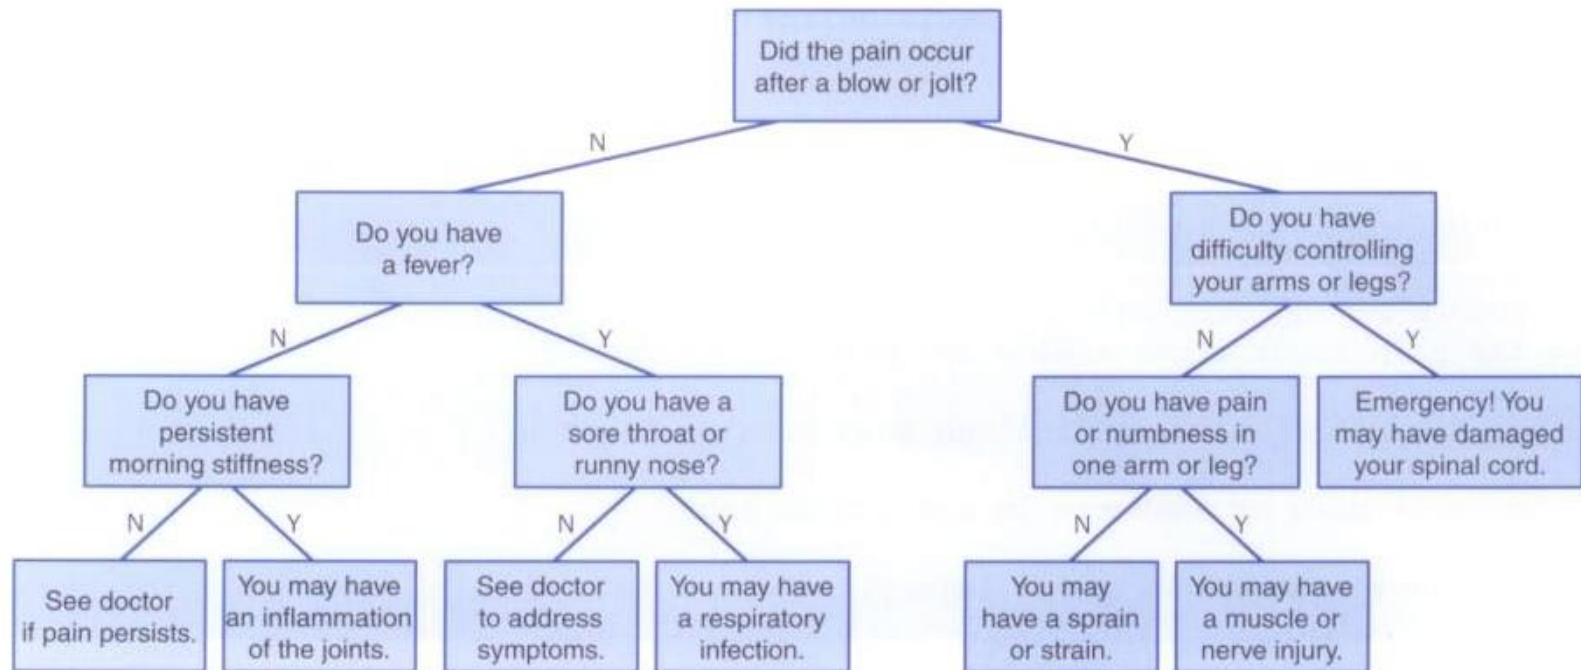 Did the pain occur
after a blow or jolt?
N
Y
Do you have
a fever?
Do you have
difficulty controlling
your arms or legs?
N
Y
N
Y
Do you have
persistent
morning stiffness?
Do you have a
sore throat or
runny nose?
Do you have pain
or numbness in
one arm or leg?
Emergency! You
may have damaged
your spinal cord.
N
Y
N
Y
N
Y
See doctor
if pain persists.
You may have
an inflammation
of the joints.
See doctor
to address
symptoms.
You may have
a respiratory
infection.
You may
have a sprain
or strain.
You may have
a muscle or
nerve injury.